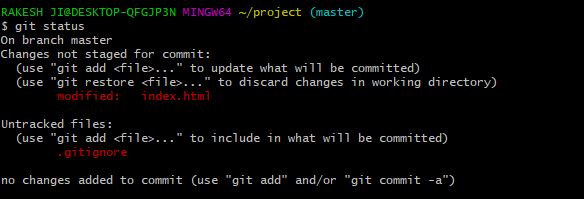 RAKESH JI@DESKTOP-QFGJP3N MINGW64 ~/project (master)
$ git status
On branch master
Changes not staged for commit:
  (use "git add <file>..." to update what will be committed)
  (use "git restore <file>..." to discard changes in working directory)
        modified:   index.html

Untracked files:
  (use "git add <file>..." to include in what will be committed)
        .gitignore

no changes added to commit (use "git add" and/or "git commit -a")